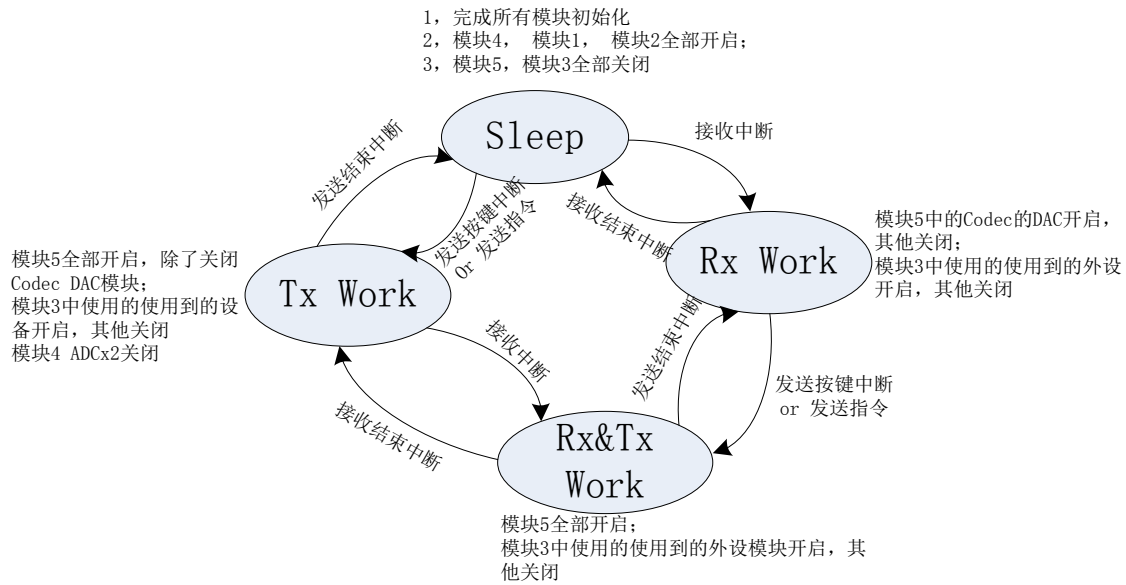 1, 完成所有模块初始化
2, 模块4, 模块1, 模块2全部开启;
3, 模块5, 模块3全部关闭
Sleep
发送结束中断
接收中断
发送按键中断
Or 发送指令
接收结束中断
模块5中的Codec的DAC开启,
其他关闭;
模块3中使用的使用到的外设
开启, 其他关闭
Rx Work
模块5全部开启, 除了关闭
Codec DAC模块;
模块3中使用的使用到的设
备开启, 其他关闭
模块4 ADCx2关闭
Tx Work
接收中断
发送结束中断
发送按键中断
or 发送指令
接收结束中断
Rx&Tx
Work
模块5全部开启;
模块3中使用的使用到的外设模块开启, 其
他关闭